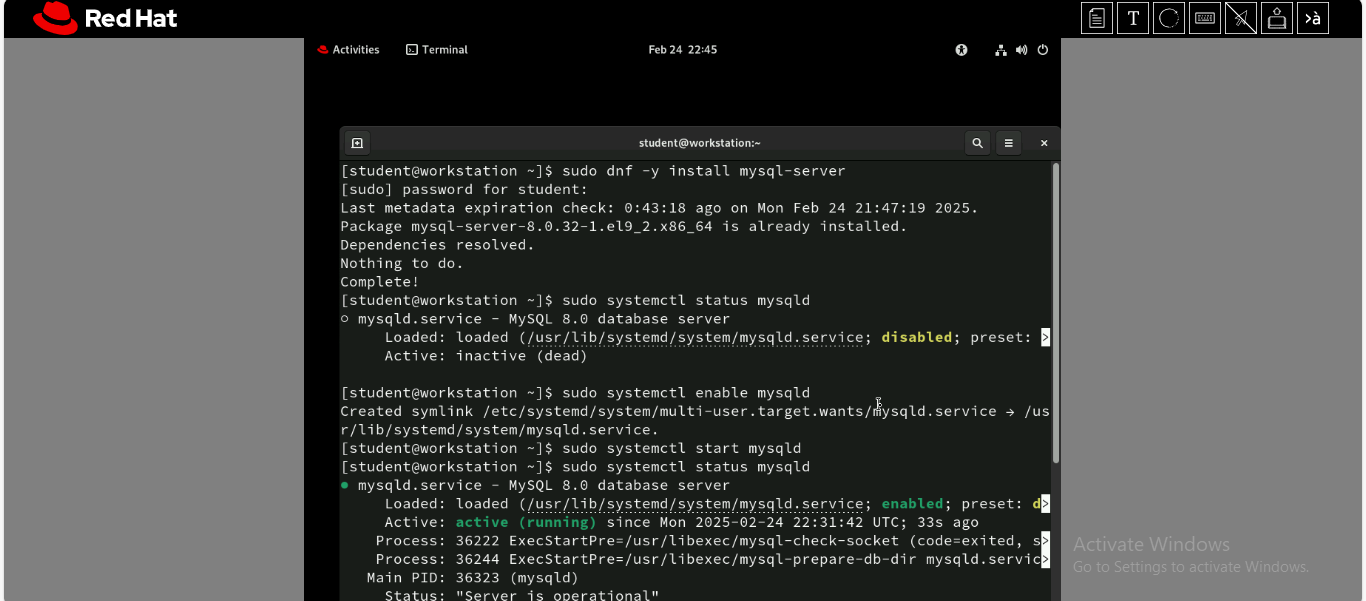 Red Hat
T
>à
Activities
Terminal
Feb 24 22:45
student@workstation:~
[student@workstation ~]$ sudo dnf -y install mysql-server
[sudo] password for student:
Last metadata expiration check: 0:43:18 ago on Mon Feb 24 21:47:19 2025.
Package mysql-server-8.0.32-1.el9_2.x86_64 is already installed.
Dependencies resolved.
Nothing to do.
Complete!
[student@workstation ~]$ sudo systemctl status mysqld
○ mysqld.service - MySQL 8.0 database server
     Loaded: loaded (/usr/lib/systemd/system/mysqld.service; disabled; preset: >
     Active: inactive (dead)
[student@workstation ~]$ sudo systemctl enable mysqld
Created symlink /etc/systemd/system/multi-user.target.wants/mysqld.service → /us
r/lib/systemd/system/mysqld.service.
[student@workstation ~]$ sudo systemctl start mysqld
[student@workstation ~]$ sudo systemctl status mysqld
● mysqld.service - MySQL 8.0 database server
     Loaded: loaded (/usr/lib/systemd/system/mysqld.service; enabled; preset: d>
     Active: active (running) since Mon 2025-02-24 22:31:42 UTC; 33s ago
    Process: 36222 ExecStartPre=/usr/libexec/mysql-check-socket (code=exited, s>
    Process: 36244 ExecStartPre=/usr/libexec/mysql-prepare-db-dir mysqld.servic>
   Main PID: 36323 (mysqld)
     Status: "Server is operational"
Activate Windows
Go to Settings to activate Windows.